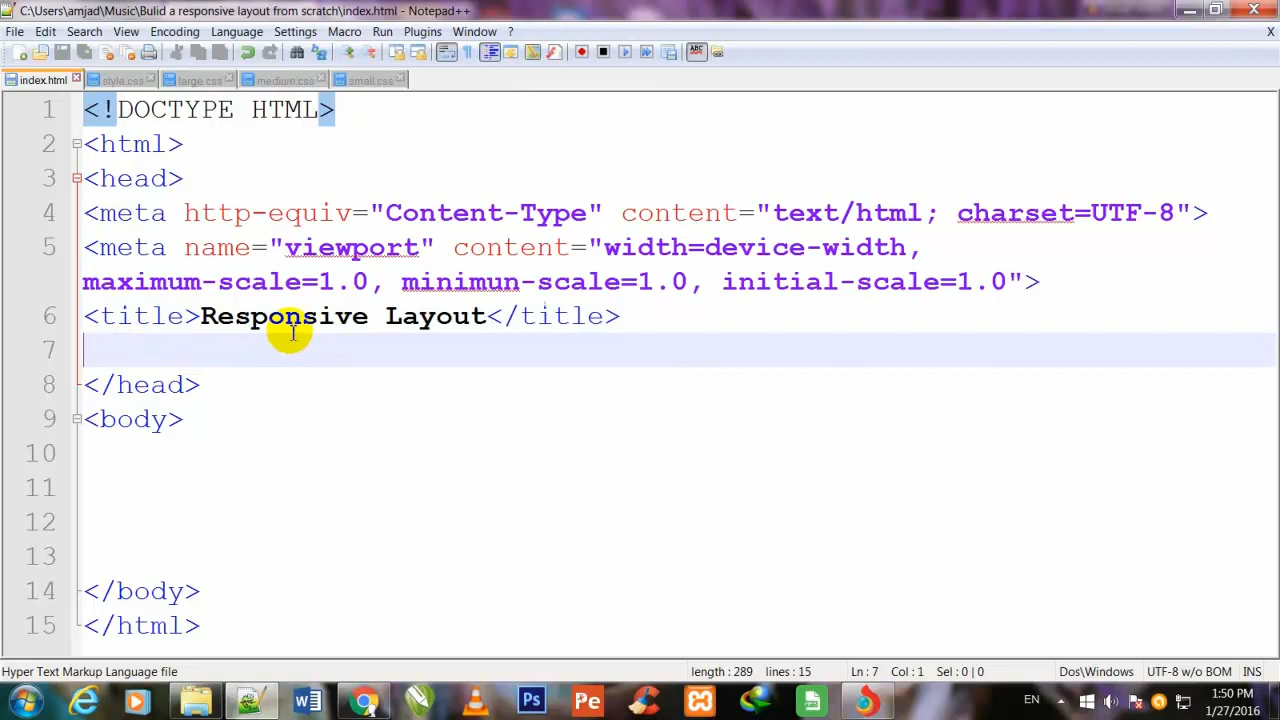 C:\Users\amjad\Music\Bulid a responsive layout from scratch\index.html - Notepad++
File Edit Search View Encoding Language Settings Macro Run Plugins Window ? X
index.html style.css large.css medium.css small.css
1 <!DOCTYPE HTML>
2 <html>
3 <head>
4 <meta http-equiv="Content-Type" content="text/html; charset=UTF-8">
5 <meta name="viewport" content="width=device-width,
maximum-scale=1.0, minimun-scale=1.0, initial-scale=1.0">
6 <title>Responsive Layout</title>
7
8 </head>
9 <body>
10
11
12
13
14 </body>
15 </html>
Hyper Text Markup Language file length : 289 lines : 15 Ln : 7 Col : 1 Sel : 0 | 0 Dos\Windows UTF-8 w/o BOM INS
Ps Pe EN 1:50 PM
1/27/2016